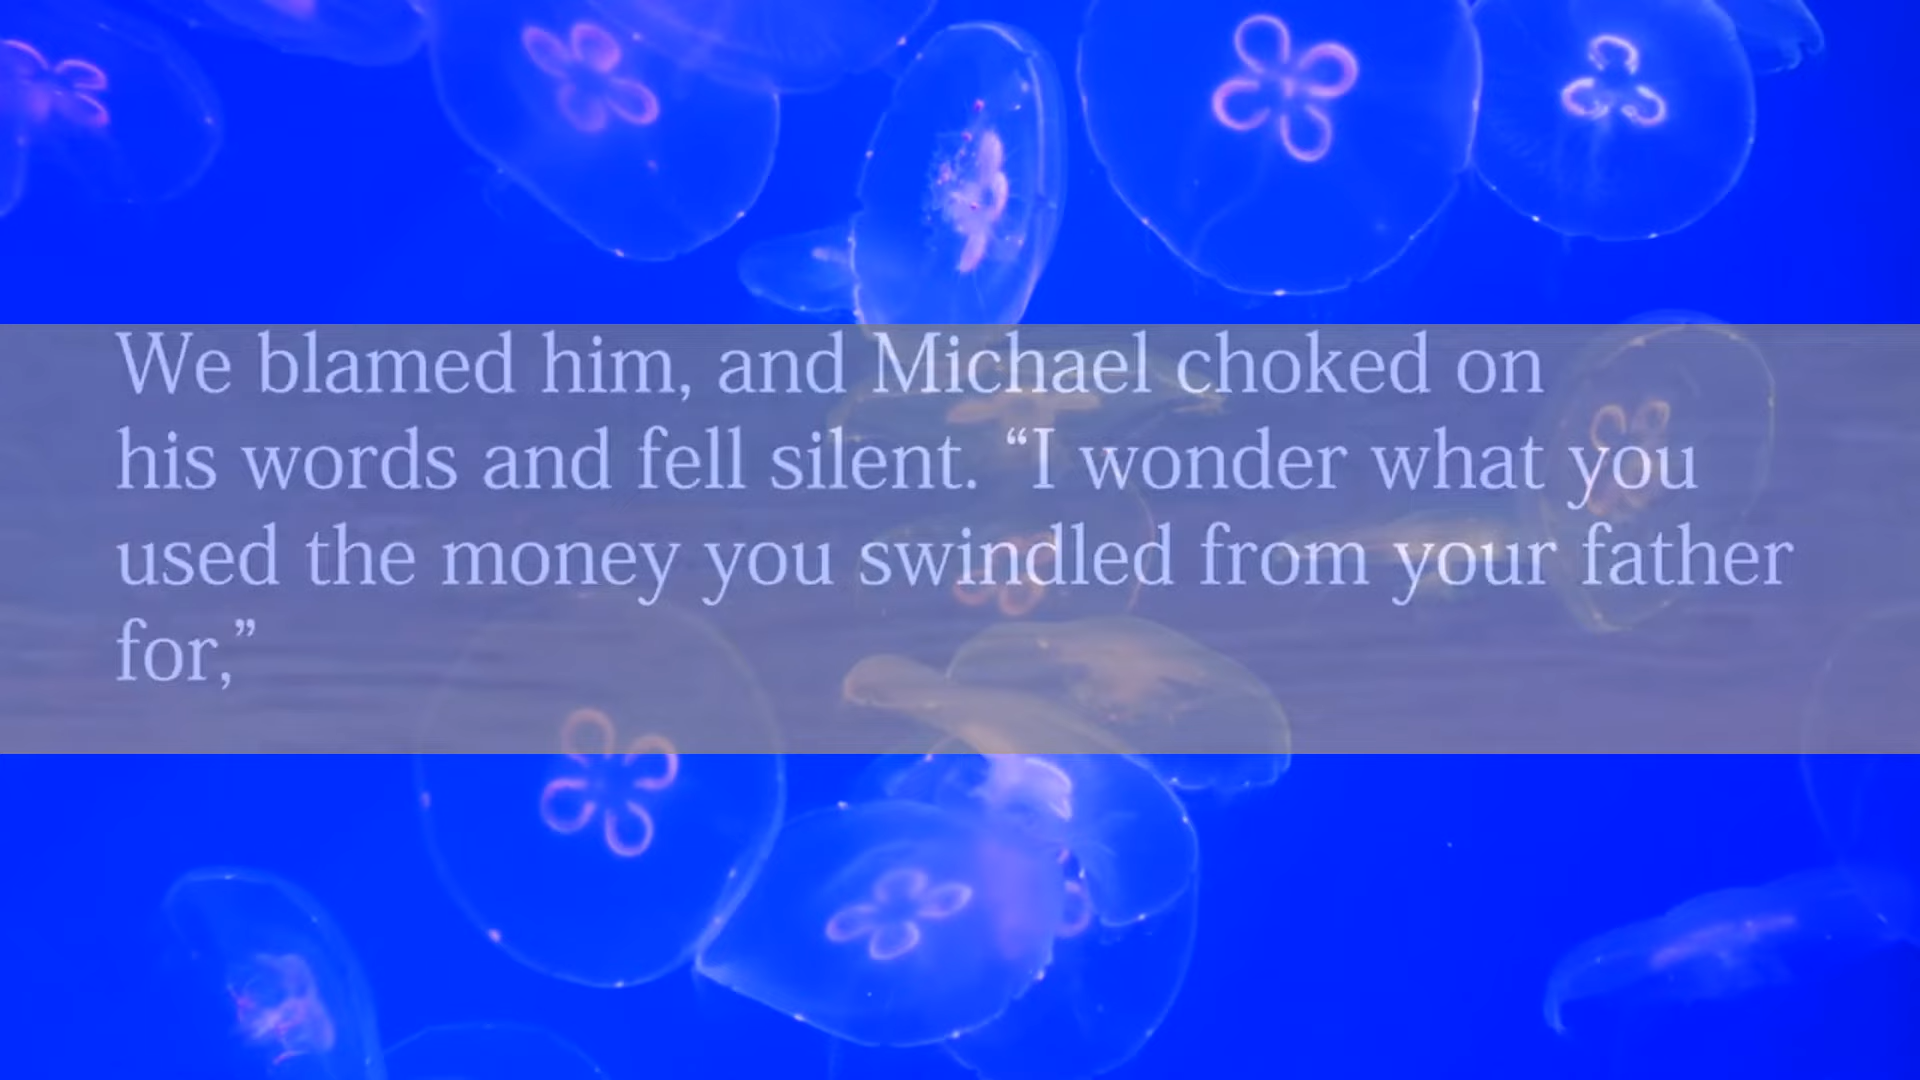 We blamed him, and Michael choked on
his words and fell silent. “I wonder what you
used the money you swindled from your father
for,”